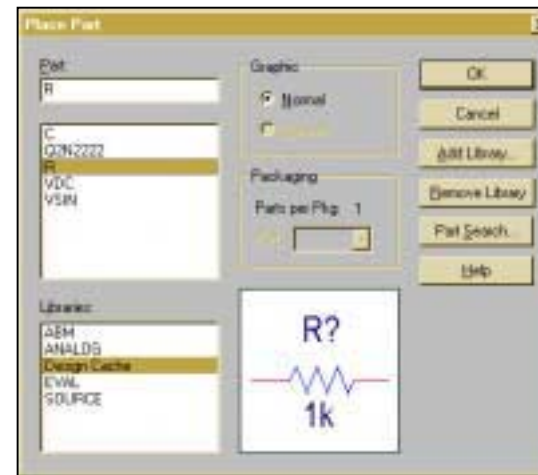 Place Part
Part:
R
C
Q2N2222
R
VDC
VSIN
Libraries:
ABM
ANALOG
Design Cache
EVAL
SOURCE
Graphic
Normal
Packaging
Parts per Pkg: 1
R?
1k
OK
Cancel
Add Library...
Remove Library
Part Search...
Help